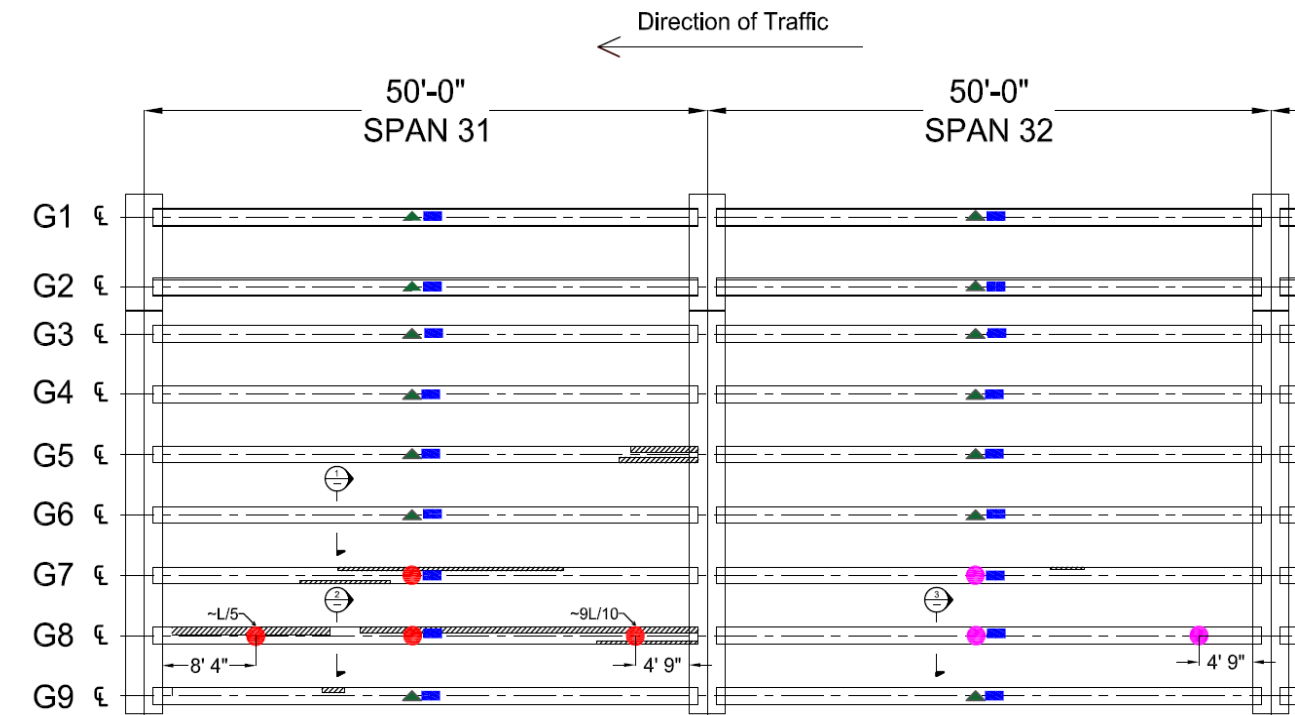 Direction of Traffic
50'-0" 50'-0"
SPAN 31 SPAN 32
G1 ℄
G2 ℄
G3 ℄
G4 ℄
G5 ℄
1
G6 ℄
G7 ℄
~L/5 2 ~9L/10 3
G8 ℄
8' 4" 4' 9" 4' 9"
G9 ℄